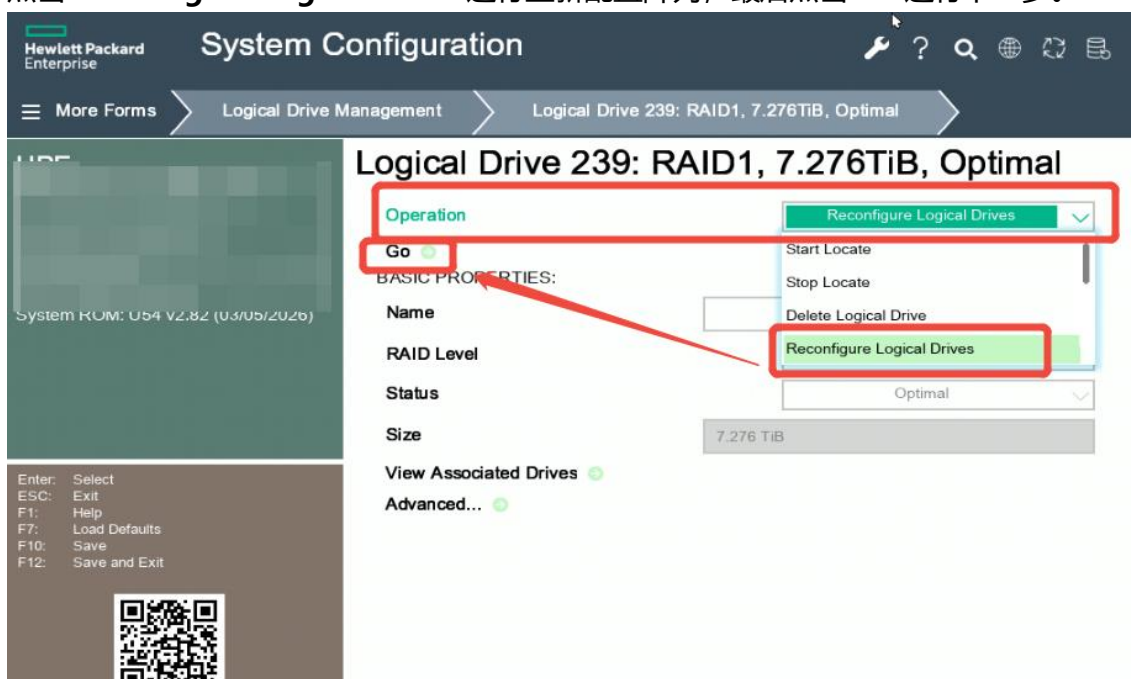 Hewlett Packard
Enterprise
System Configuration
More Forms
Logical Drive Management
Logical Drive 239: RAID1, 7.276TiB, Optimal
Logical Drive 239: RAID1, 7.276TiB, Optimal
Operation
Reconfigure Logical Drives
Go
Start Locate
BASIC PROPERTIES:
Stop Locate
Name
Delete Logical Drive
System ROM: U54 v2.82 (03/05/2026)
RAID Level
Reconfigure Logical Drives
Status
Optimal
Size
7.276 TiB
View Associated Drives
Advanced...
Enter: Select
ESC: Exit
F1: Help
F7: Load Defaults
F10: Save
F12: Save and Exit